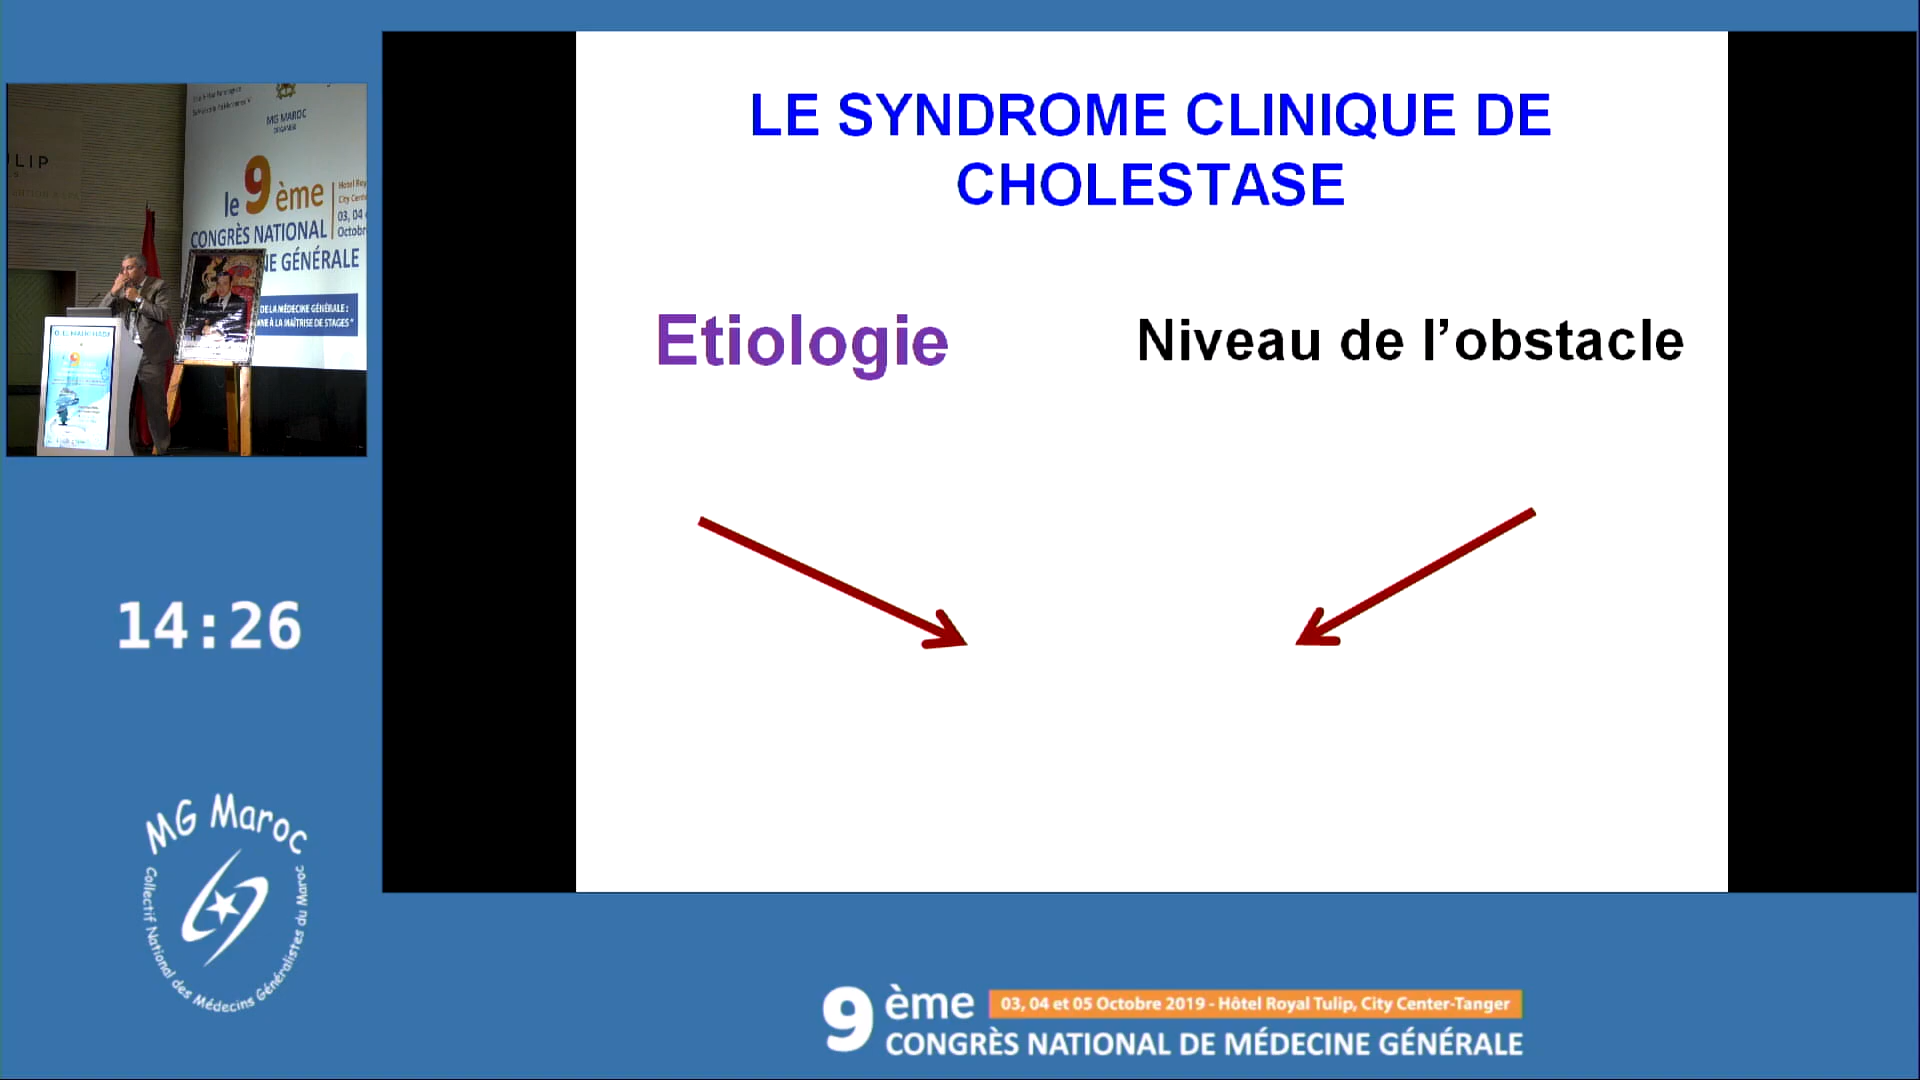 LE SYNDROME CLINIQUE DE
CHOLESTASE
Etiologie
Niveau de l’obstacle
MG MAROC
le 9 ème
CONGRÈS NATIONAL
NE GÉNÉRALE
03, 04
DE LA MÉDECINE GÉNÉRALE :
À LA MAÎTRISE DE STAGES "
14:26
MG Maroc
Collectif National des Médecins Généralistes du Maroc
9 ème
03, 04 et 05 Octobre 2019 - Hôtel Royal Tulip, City Center-Tanger
CONGRÈS NATIONAL DE MÉDECINE GÉNÉRALE